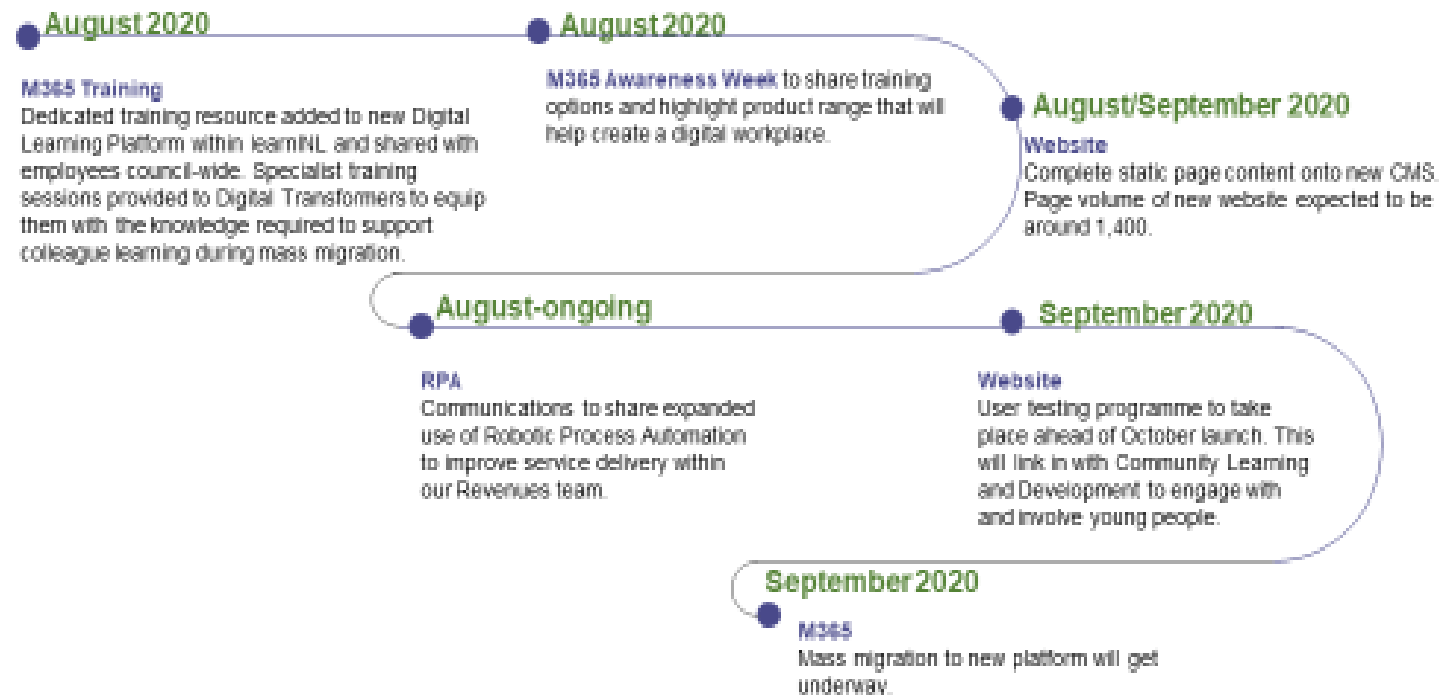 August 2020
M365 Training
Dedicated training resource added to new Digital
Learning Platform within learnNL and shared with
employees council-wide. Specialist training
sessions provided to Digital Transformers to equip
them with the knowledge required to support
colleague learning during mass migration.
August 2020
M365 Awareness Week to share training
options and highlight product range that will
help create a digital workplace.
August/September 2020
Website
Complete static page content onto new CMS.
Page volume of new website expected to be
around 1,400.
August-ongoing
RPA
Communications to share expanded
use of Robotic Process Automation
to improve service delivery within
our Revenues team.
September 2020
Website
User testing programme to take
place ahead of October launch. This
will link in with Community Learning
and Development to engage with
and involve young people.
September 2020
M365
Mass migration to new platform will get
underway.